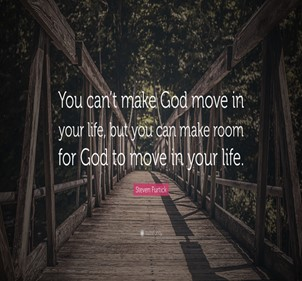 You can't make God move in
your life, but you can make room
for God to move in your life.
Steven Furtick